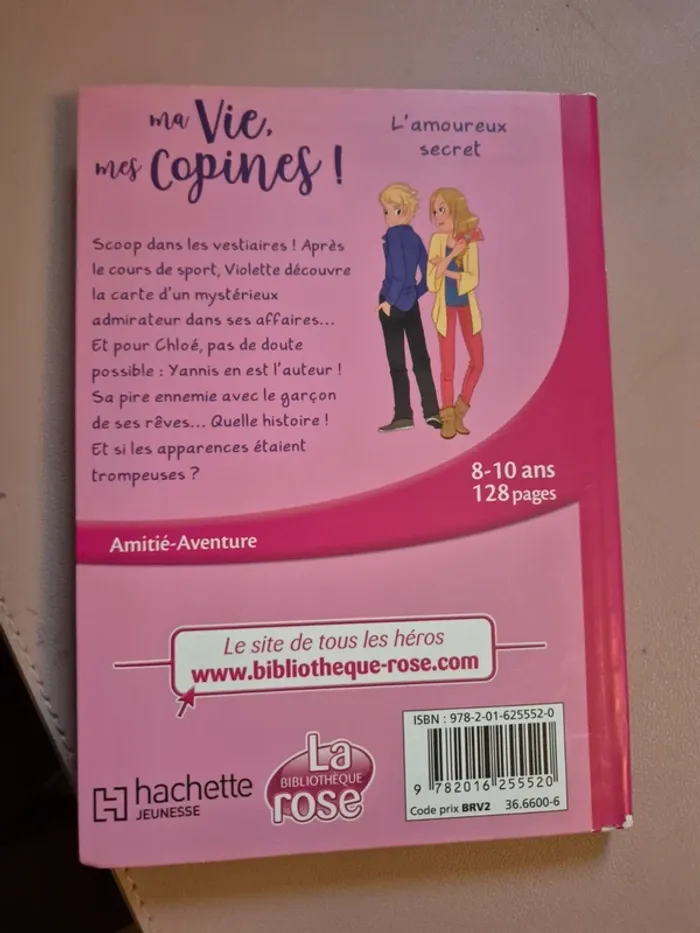 ma Vie,
mes Copines !
L'amoureux
secret
Scoop dans les vestiaires ! Après
le cours de sport, Violette découvre
la carte d'un mystérieux
admirateur dans ses affaires...
Et pour Chloé, pas de doute
possible : Yannis en est l'auteur !
Sa pire ennemie avec le garçon
de ses rêves... Quelle histoire !
Et si les apparences étaient
trompeuses ?
8-10 ans
128 pages
Amitié-Aventure
Le site de tous les héros
www.bibliotheque-rose.com
hachette
JEUNESSE
La
BIBLIOTHÈQUE
rose
ISBN : 978-2-01-625552-0
9 782016 255520
Code prix BRV2 36.6600-6